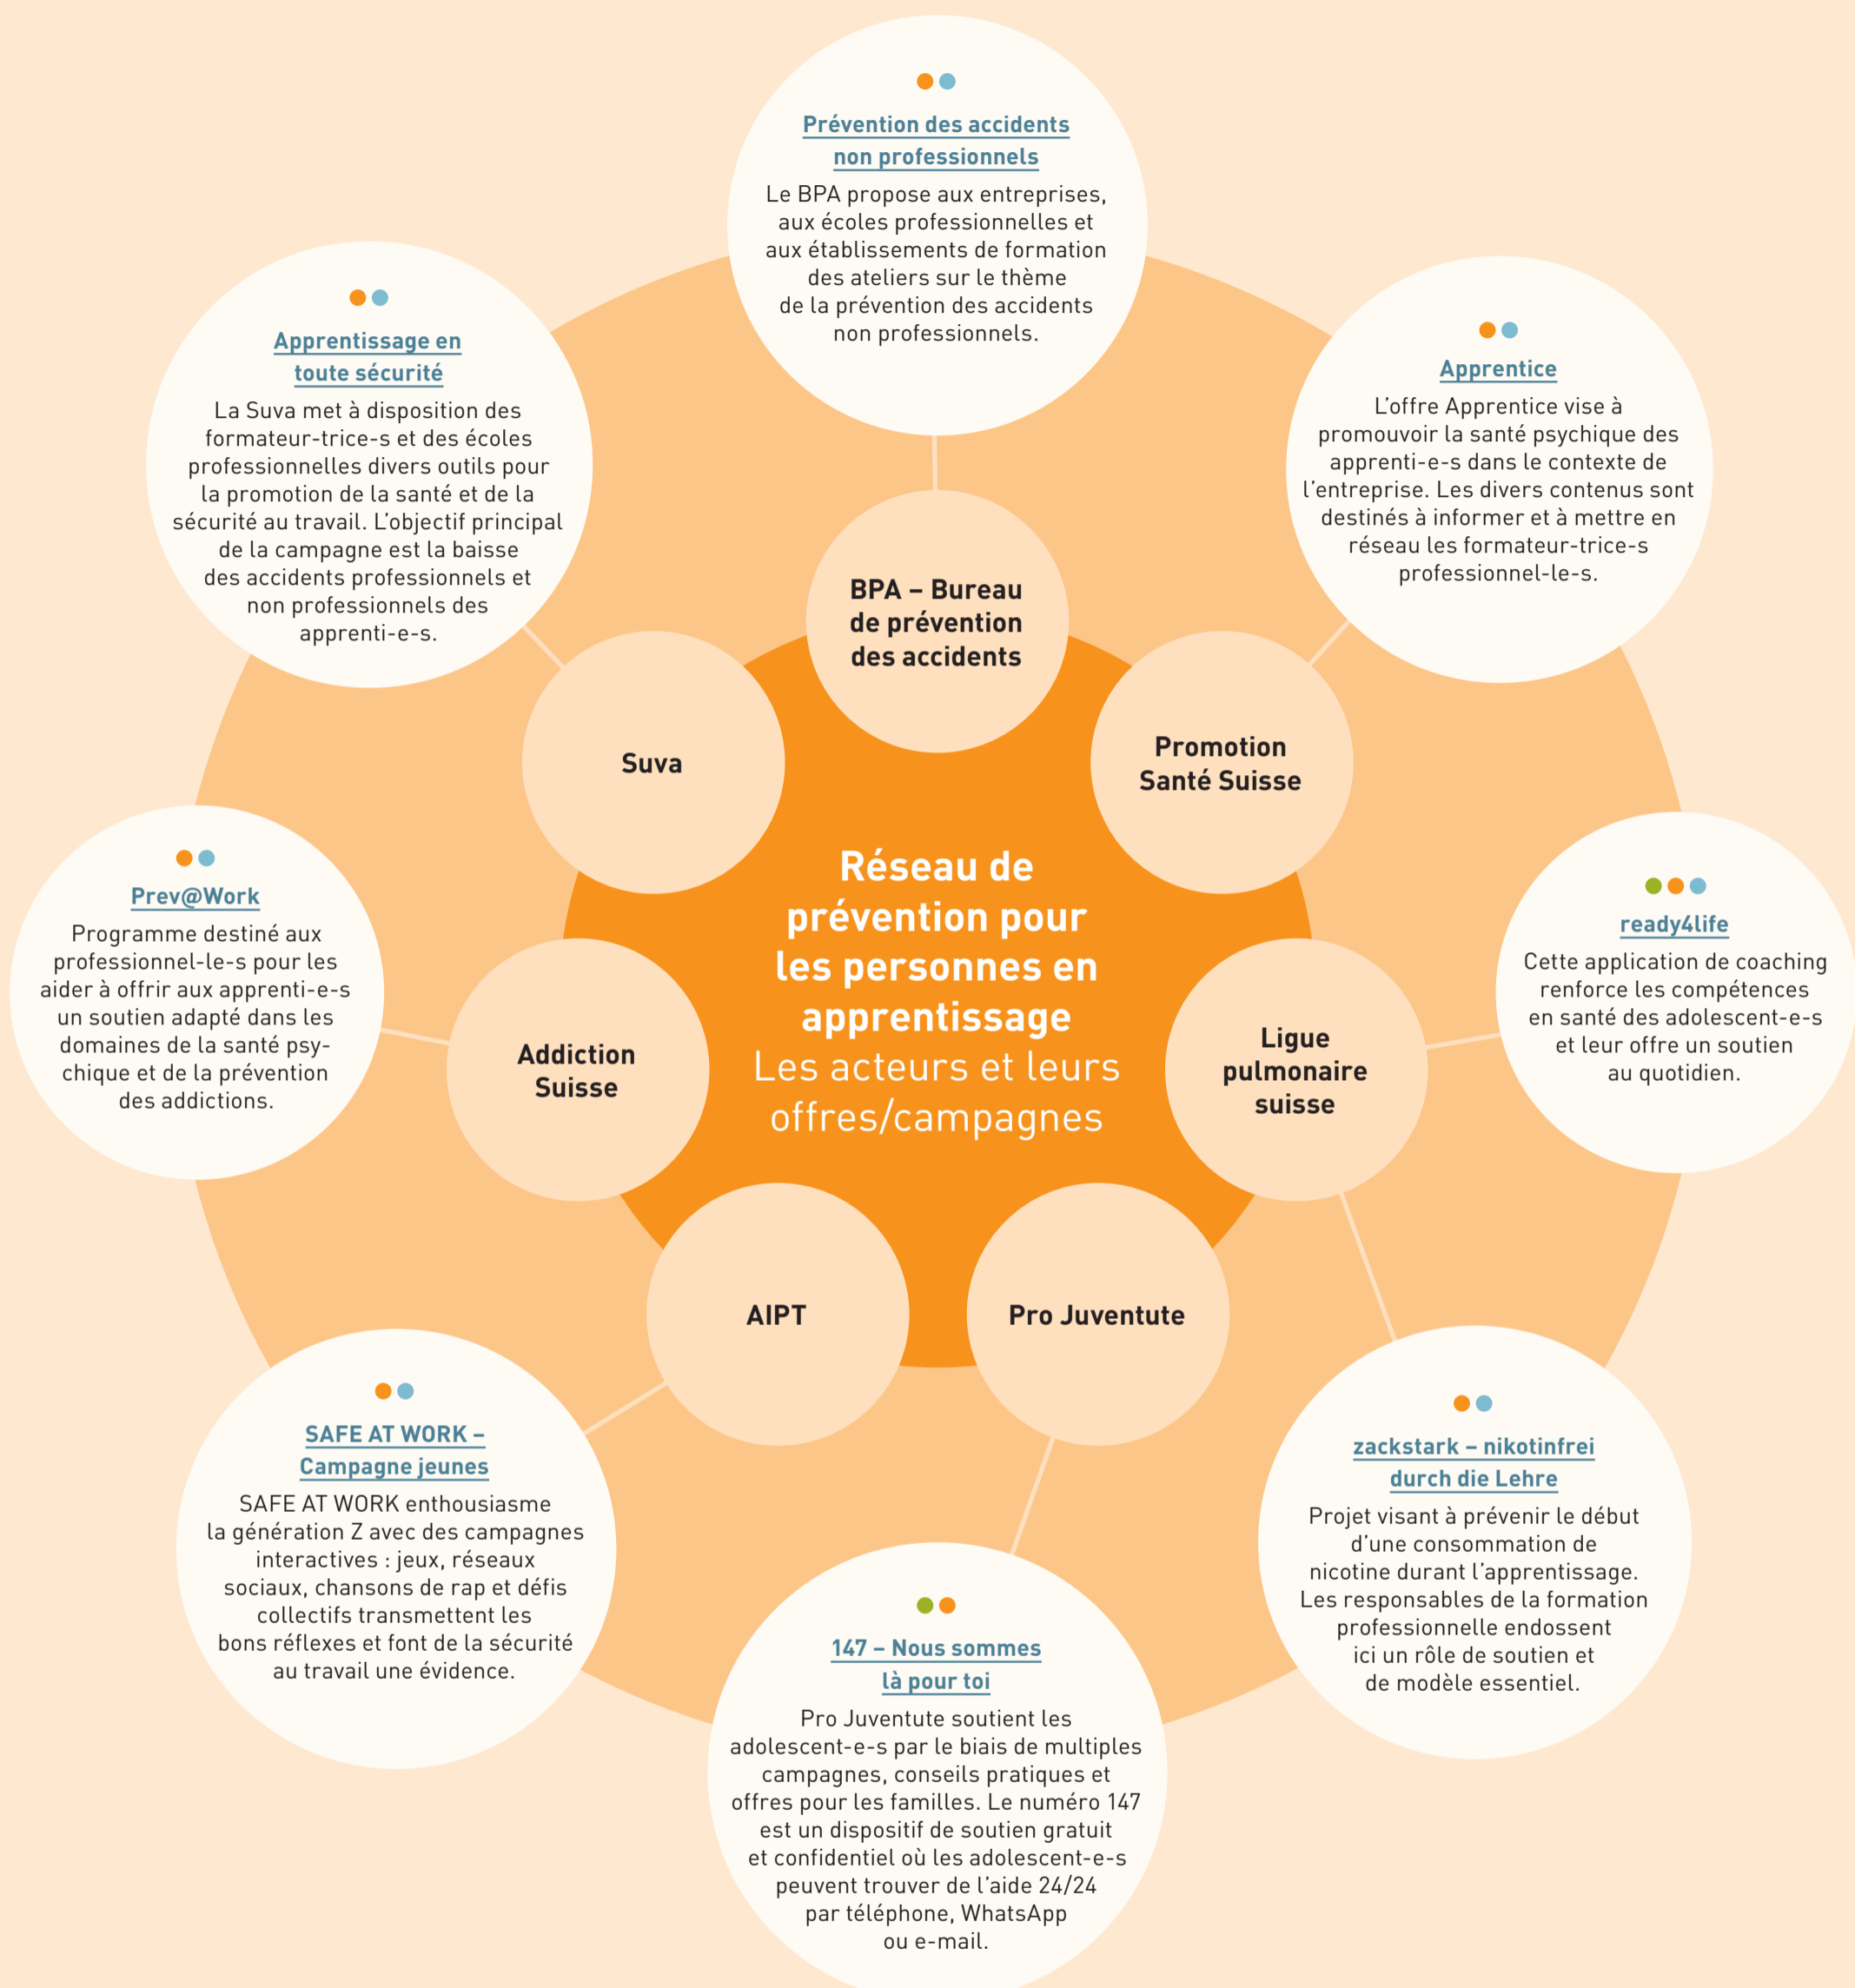 Prévention des accidents
non professionnels
Le BPA propose aux entreprises,
aux écoles professionnelles et
aux établissements de formation
des ateliers sur le thème
de la prévention des accidents
non professionnels.
Apprentissage en
toute sécurité
La Suva met à disposition des
formateur-trice-s et des écoles
professionnelles divers outils pour
la promotion de la santé et de la
sécurité au travail. L’objectif principal
de la campagne est la baisse
des accidents professionnels et
non professionnels des
apprenti-e-s.
Apprentice
L’offre Apprentice vise à
promouvoir la santé psychique des
apprenti-e-s dans le contexte de
l’entreprise. Les divers contenus sont
destinés à informer et à mettre en
réseau les formateur-trice-s
professionnel-le-s.
BPA – Bureau
de prévention
des accidents
Suva
Promotion
Santé Suisse
Réseau de
prévention pour
les personnes en
apprentissage
Les acteurs et leurs
offres/campagnes
Prev@Work
Programme destiné aux
professionnel-le-s pour les
aider à offrir aux apprenti-e-s
un soutien adapté dans les
domaines de la santé psy-
chique et de la prévention
des addictions.
Addiction
Suisse
Ligue
pulmonaire
suisse
ready4life
Cette application de coaching
renforce les compétences
en santé des adolescent-e-s
et leur offre un soutien
au quotidien.
AIPT
Pro Juventute
SAFE AT WORK –
Campagne jeunes
SAFE AT WORK enthousiasme
la génération Z avec des campagnes
interactives : jeux, réseaux
sociaux, chansons de rap et défis
collectifs transmettent les
bons réflexes et font de la sécurité
au travail une évidence.
147 – Nous sommes
là pour toi
Pro Juventute soutient les
adolescent-e-s par le biais de multiples
campagnes, conseils pratiques et
offres pour les familles. Le numéro 147
est un dispositif de soutien gratuit
et confidentiel où les adolescent-e-s
peuvent trouver de l’aide 24/24
par téléphone, WhatsApp
ou e-mail.
zackstark – nikotinfrei
durch die Lehre
Projet visant à prévenir le début
d’une consommation de
nicotine durant l’apprentissage.
Les responsables de la formation
professionnelle endossent
ici un rôle de soutien et
de modèle essentiel.